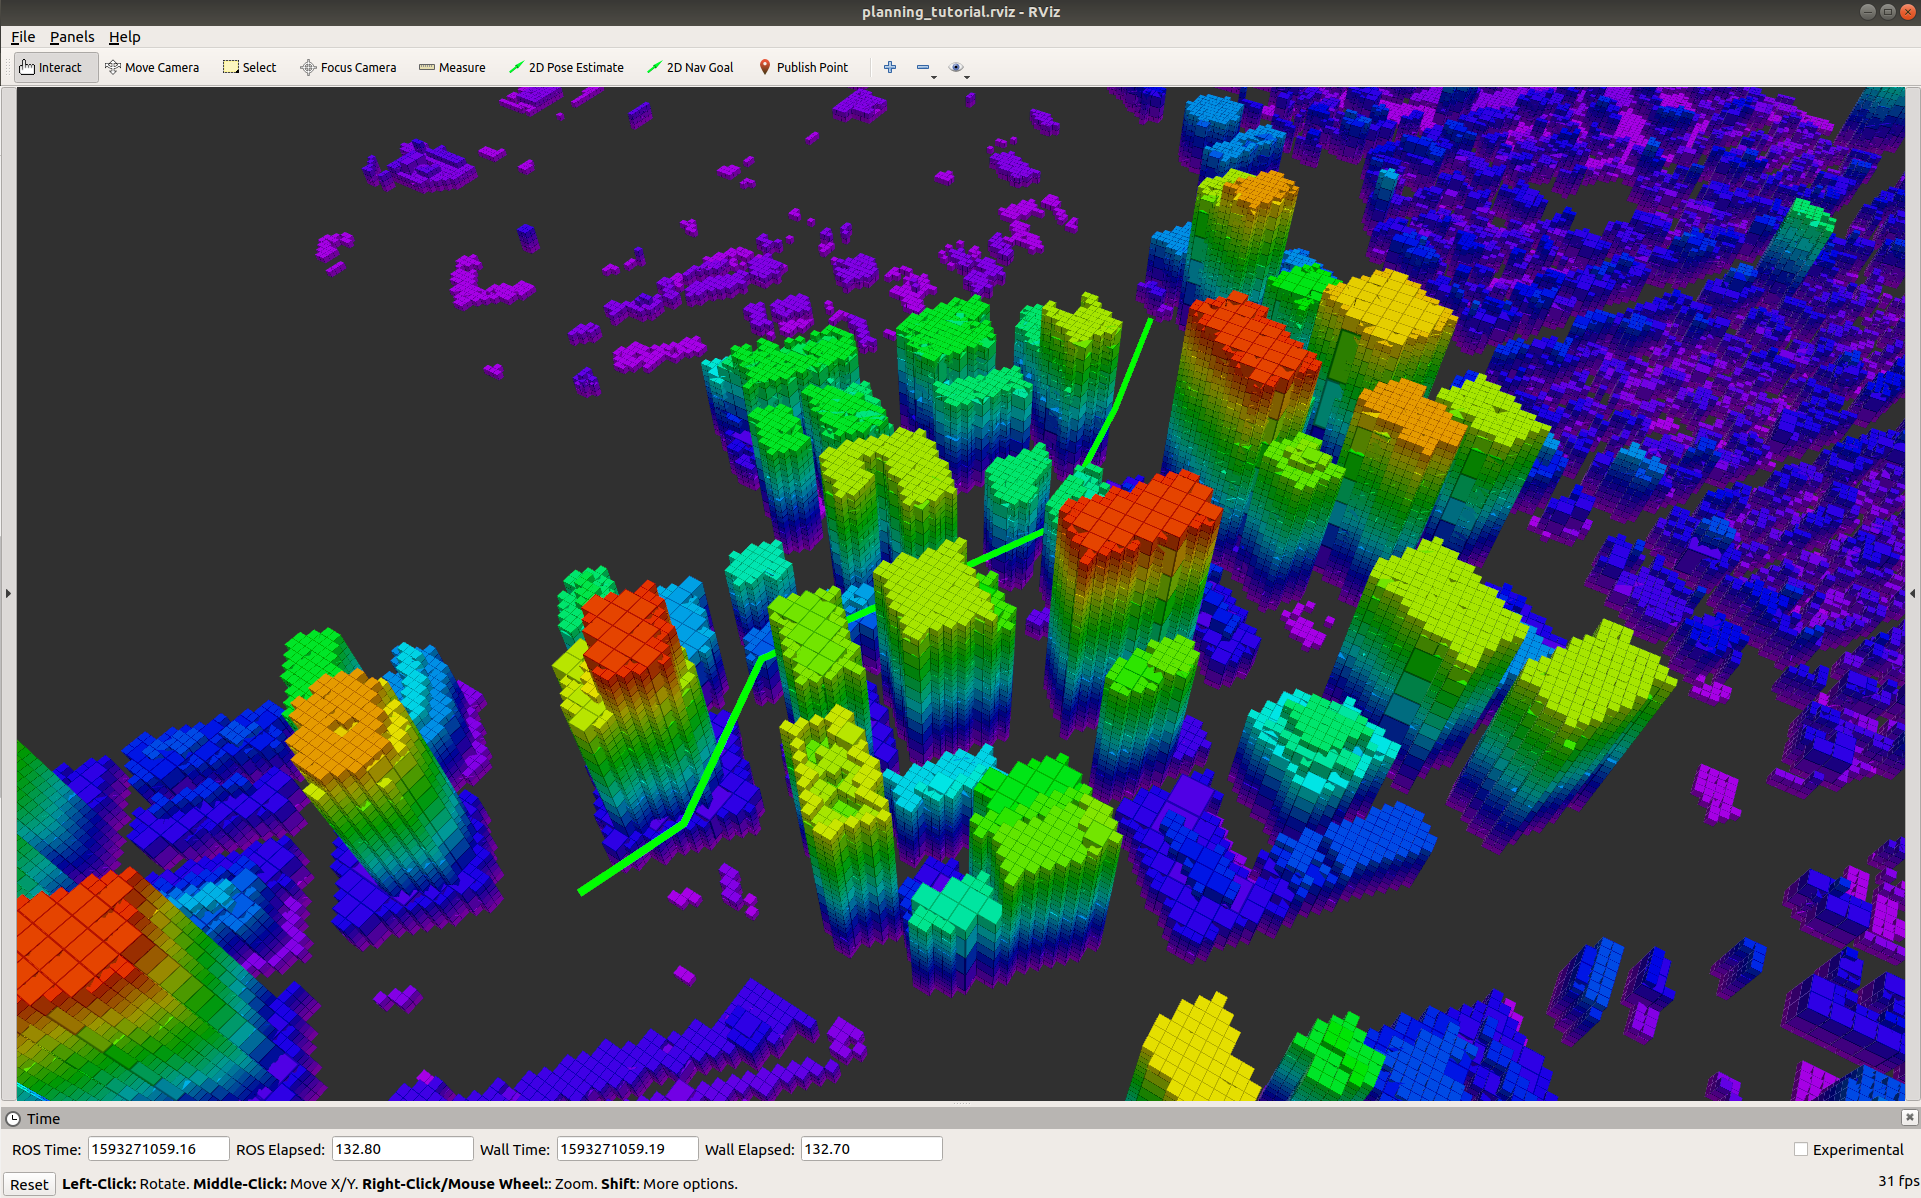 planning_tutorial.rviz - RViz
File Panels Help
Interact Move Camera Select Focus Camera Measure 2D Pose Estimate 2D Nav Goal Publish Point
Time
ROS Time: 1593271059.16 ROS Elapsed: 132.80 Wall Time: 1593271059.19 Wall Elapsed: 132.70 Experimental
Reset Left-Click: Rotate. Middle-Click: Move X/Y. Right-Click/Mouse Wheel:: Zoom. Shift: More options. 31 fps